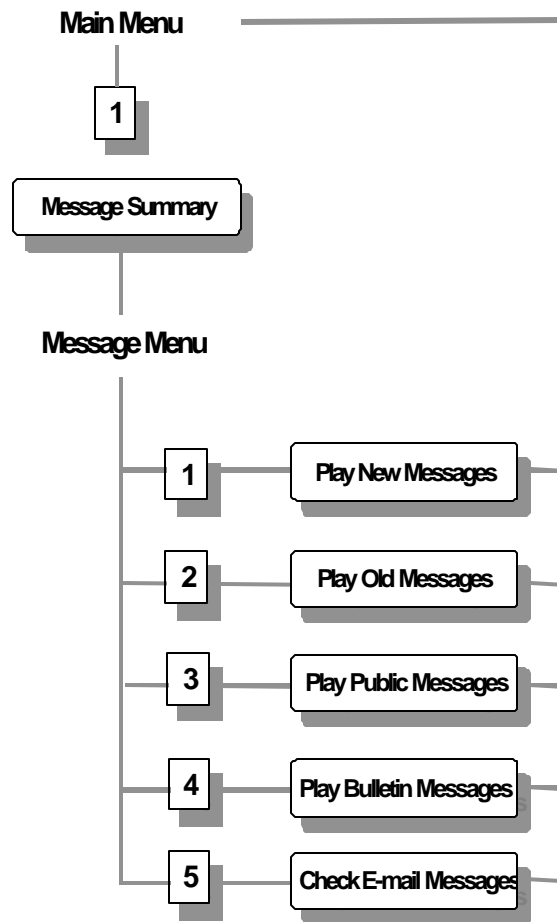 Main Menu
1
Message Summary
Message Menu
1 Play New Messages
2 Play Old Messages
3 Play Public Messages
4 Play Bulletin Messages
5 Check E-mail Messages